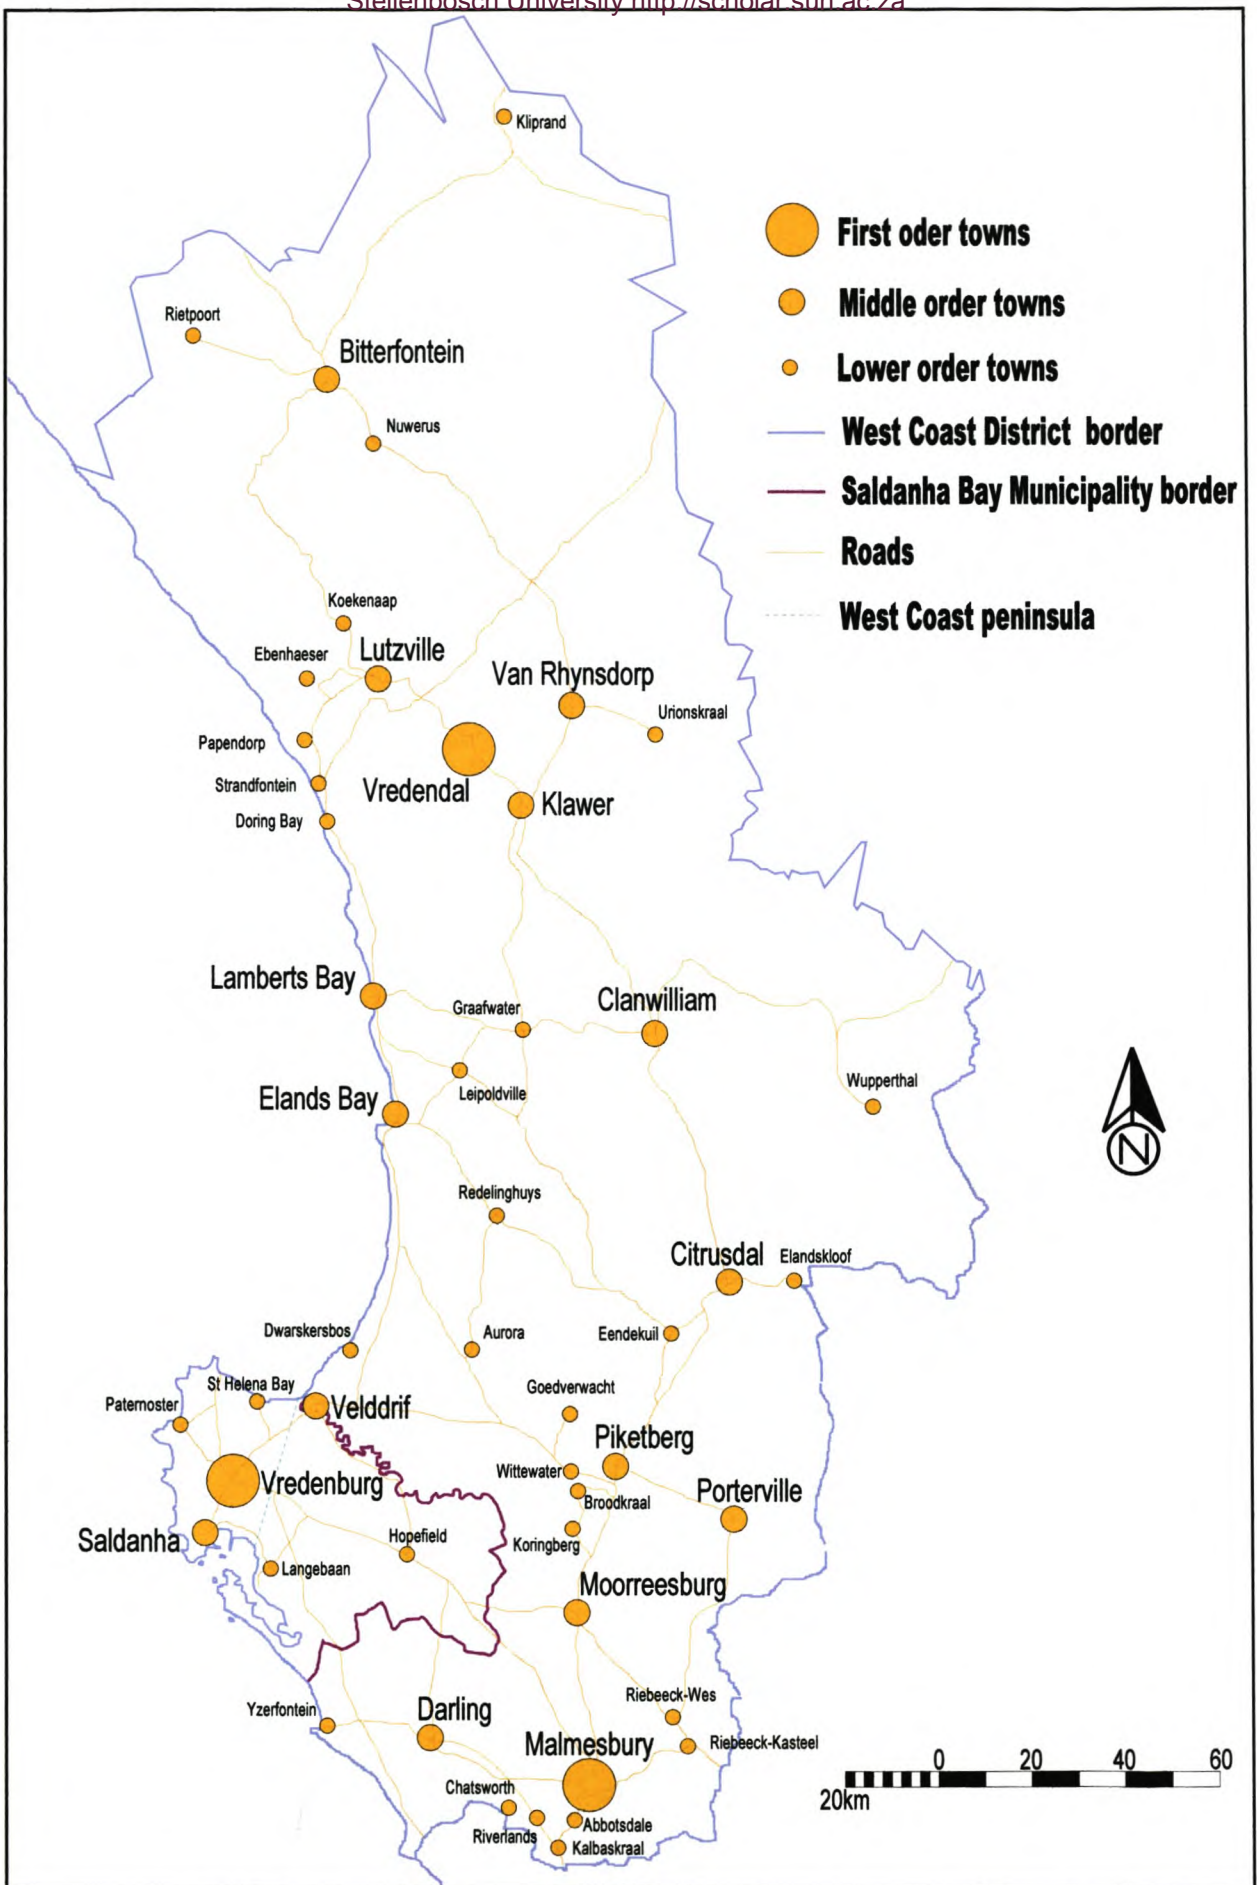 Stellenbosch University http://scholar.sun.ac.za
Kliprand
First oder towns
Middle order towns
Lower order towns
West Coast District border
Saldanha Bay Municipality border
Roads
West Coast peninsula
Rietpoort
Bitterfontein
Nuwerus
Koekenaap
Ebenhaeser
Lutzville
Van Rhynsdorp
Urionskraal
Papendorp
Strandfontein
Vredendal
Klawer
Doring Bay
Lamberts Bay
Graafwater
Clanwilliam
Leipoldville
Elands Bay
Wupperthal
N
Redelinghuys
Citrusdal
Elandskloof
Dwarskersbos
Aurora
Eendekuil
St Helena Bay
Goedverwacht
Paternoster
Velddrif
Piketberg
Wittewater
Vredenburg
Broodkraal
Porterville
Saldanha
Hopefield
Koringberg
Langebaan
Moorreesburg
Riebeeck-Wes
Yzerfontein
Darling
Malmesbury
Riebeeck-Kasteel
0 20 40 60
20km
Chatsworth
Riverlands
Abbotsdale
Kalbaskraal